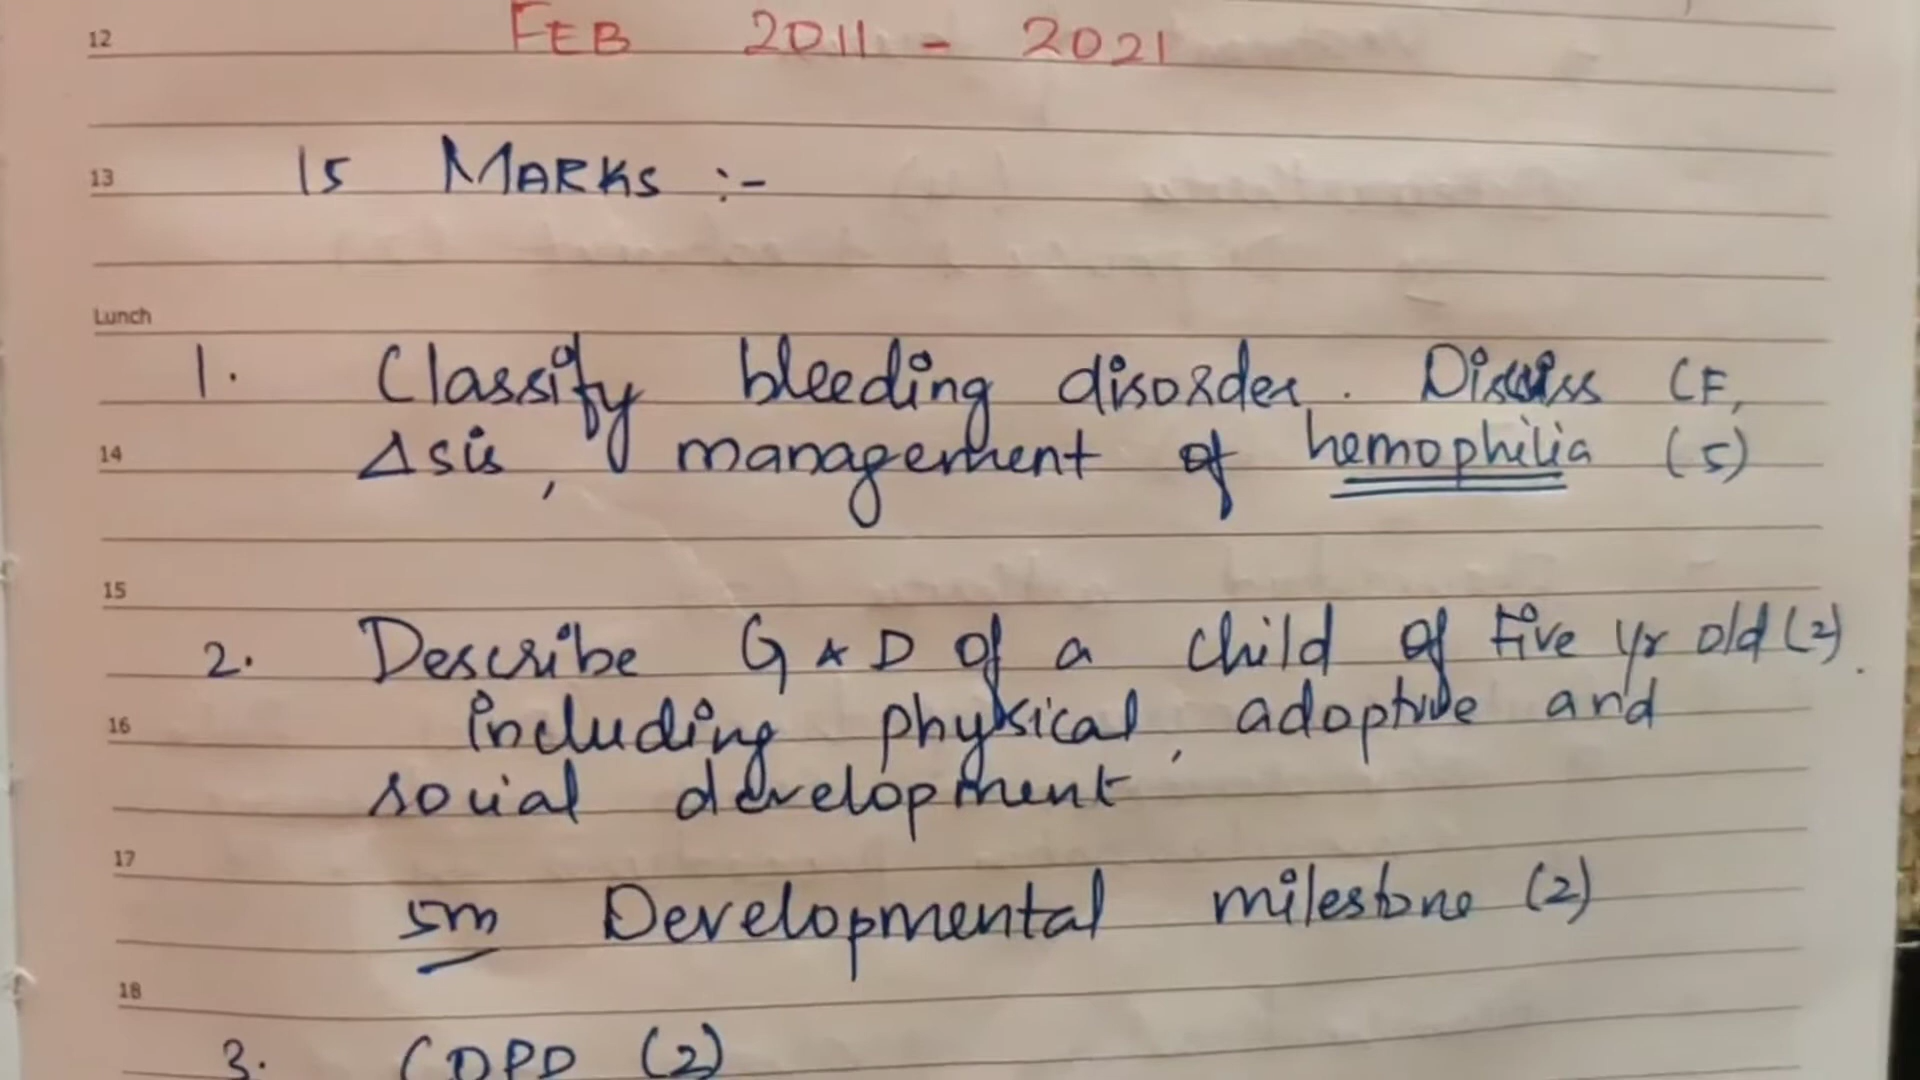 12 FEB 2011 - 2021
13 15 MARKS :-
Lunch
1. Classify bleeding disorder. Discuss CF,
14 Δsis, management of hemophilia (5)
15
2. Describe G & D of a child of five yr old (2).
16 including physical, adoptive and
social development
17
5m Developmental milestone (2)
18
3. COPD (2)